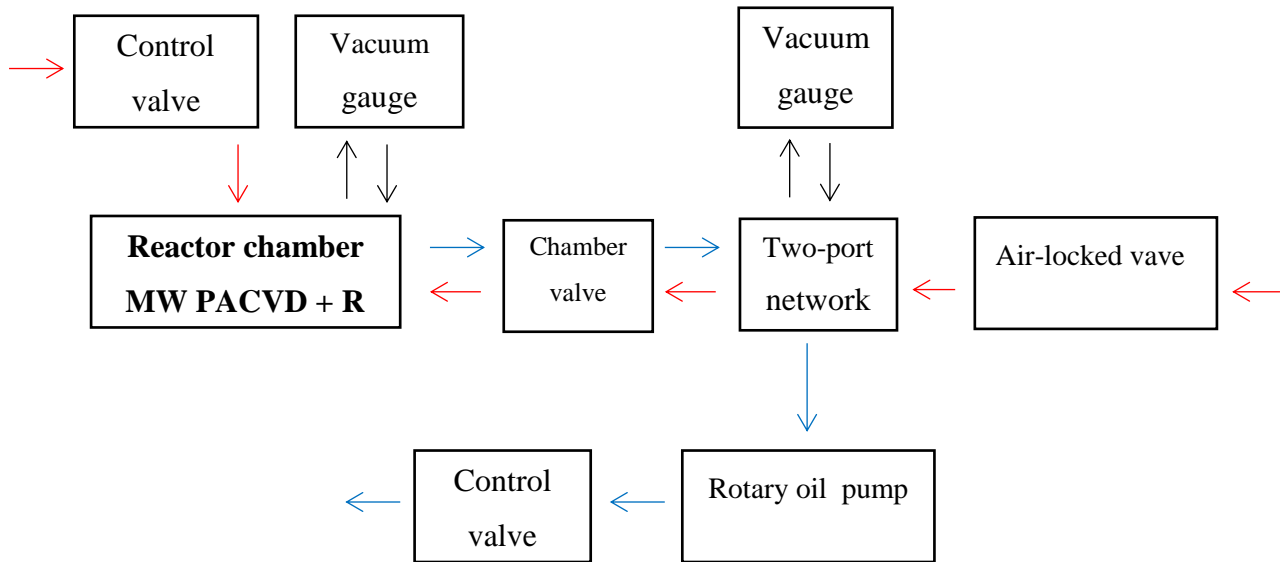 Control
valve
Vacuum
gauge
Vacuum
gauge
Reactor chamber
MW PACVD + R
Chamber
valve
Two-port
network
Air-locked vave
Control
valve
Rotary oil pump